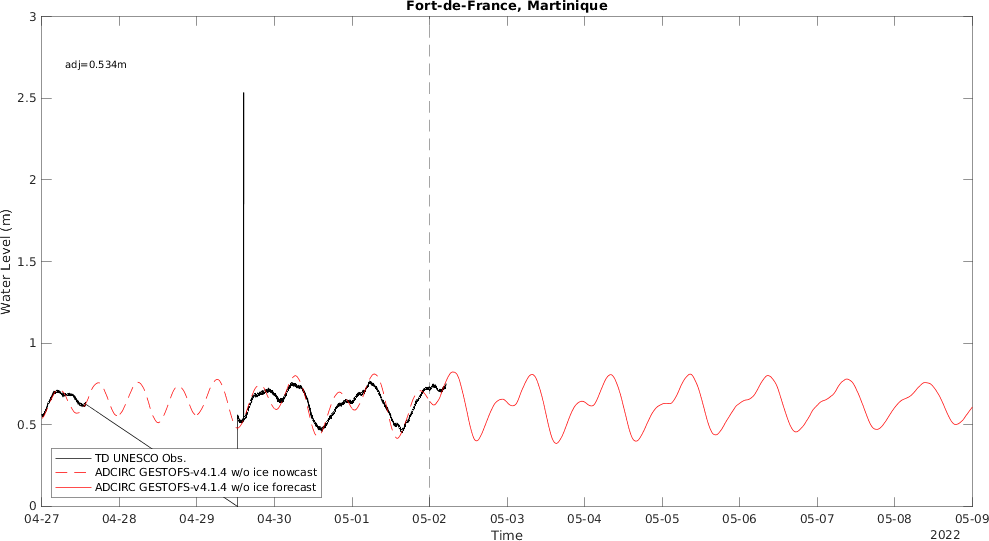 Fort-de-France, Martinique
3
adj=0.534m
2.5
2
1.5
Water Level (m)
1
0.5
TD UNESCO Obs.
ADCIRC GESTOFS-v4.1.4 w/o ice nowcast
ADCIRC GESTOFS-v4.1.4 w/o ice forecast
0
04-27 04-28 04-29 04-30 05-01 05-02 05-03 05-04 05-05 05-06 05-07 05-08 05-09
Time
2022